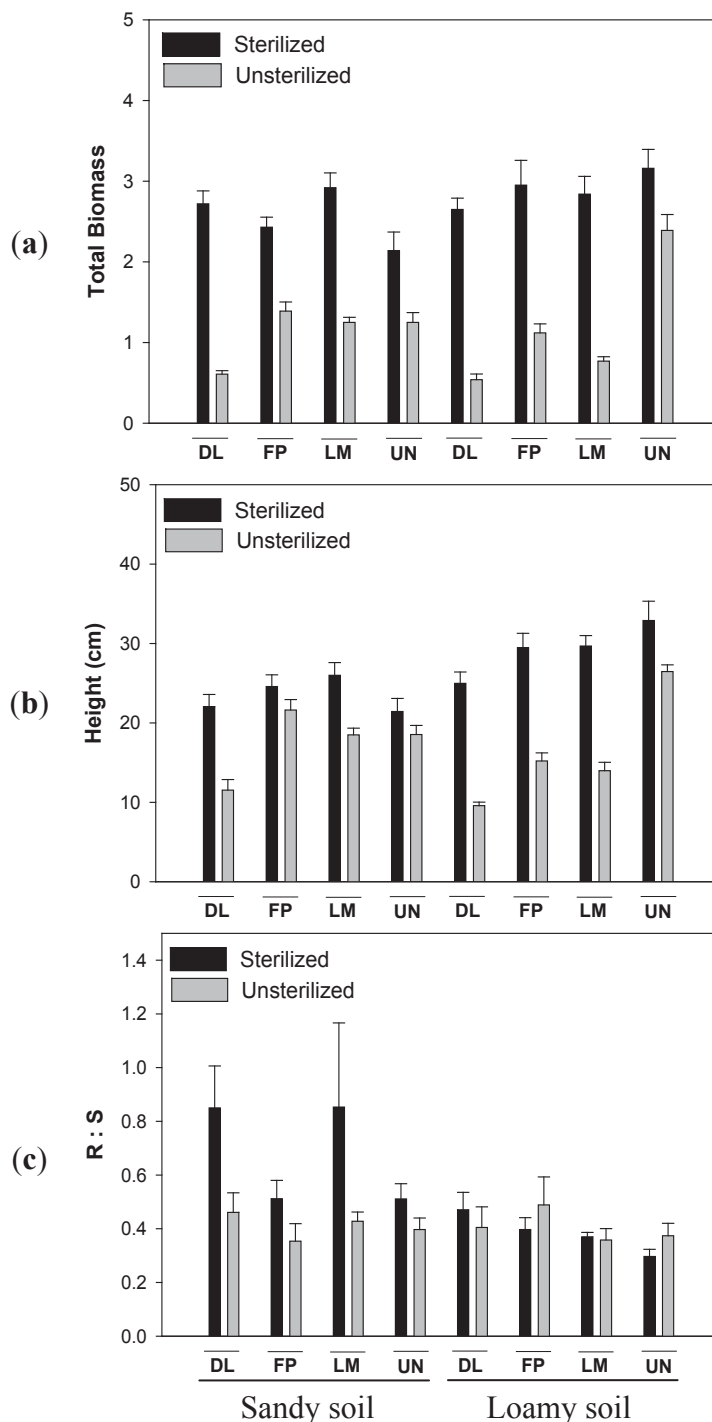 5
Sterilized
Unsterilized
4
3
(a)
Total Biomass
2
1
0
DL FP LM UN DL FP LM UN
50
Sterilized
Unsterilized
40
30
(b)
Height (cm)
20
10
0
DL FP LM UN DL FP LM UN
1.4
Sterilized
Unsterilized
1.2
1.0
0.8
(c)
R : S
0.6
0.4
0.2
0.0
DL FP LM UN DL FP LM UN
Sandy soil Loamy soil